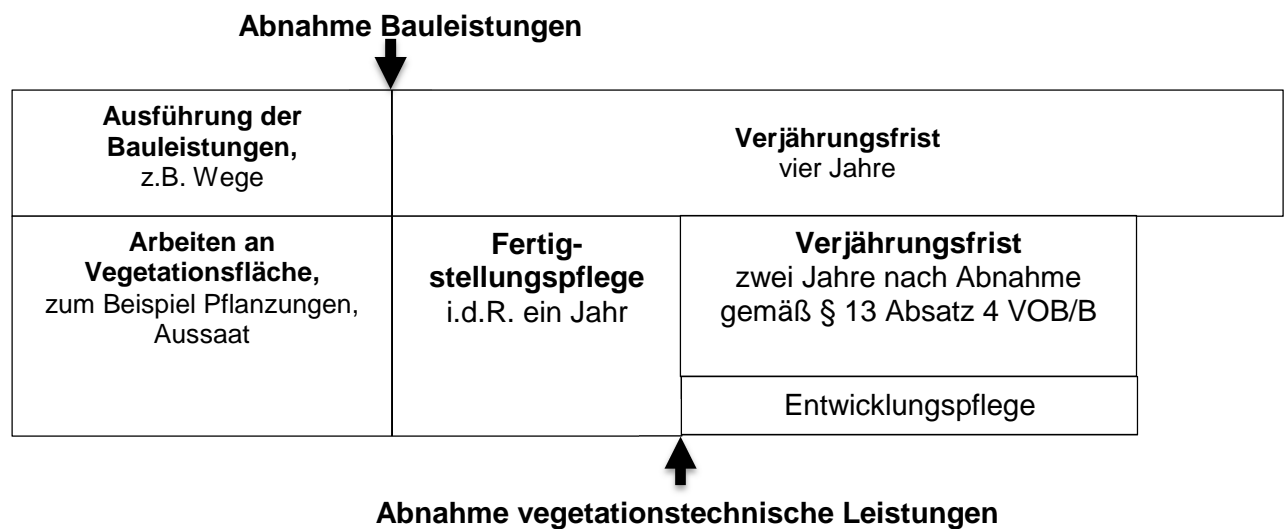 Abnahme Bauleistungen
Ausführung der
Bauleistungen,
z.B. Wege
Verjährungsfrist
vier Jahre
Arbeiten an
Vegetationsfläche,
zum Beispiel Pflanzungen,
Aussaat
Fertig-
stellungspflege
i.d.R. ein Jahr
Verjährungsfrist
zwei Jahre nach Abnahme
gemäß § 13 Absatz 4 VOB/B
Entwicklungspflege
Abnahme vegetationstechnische Leistungen